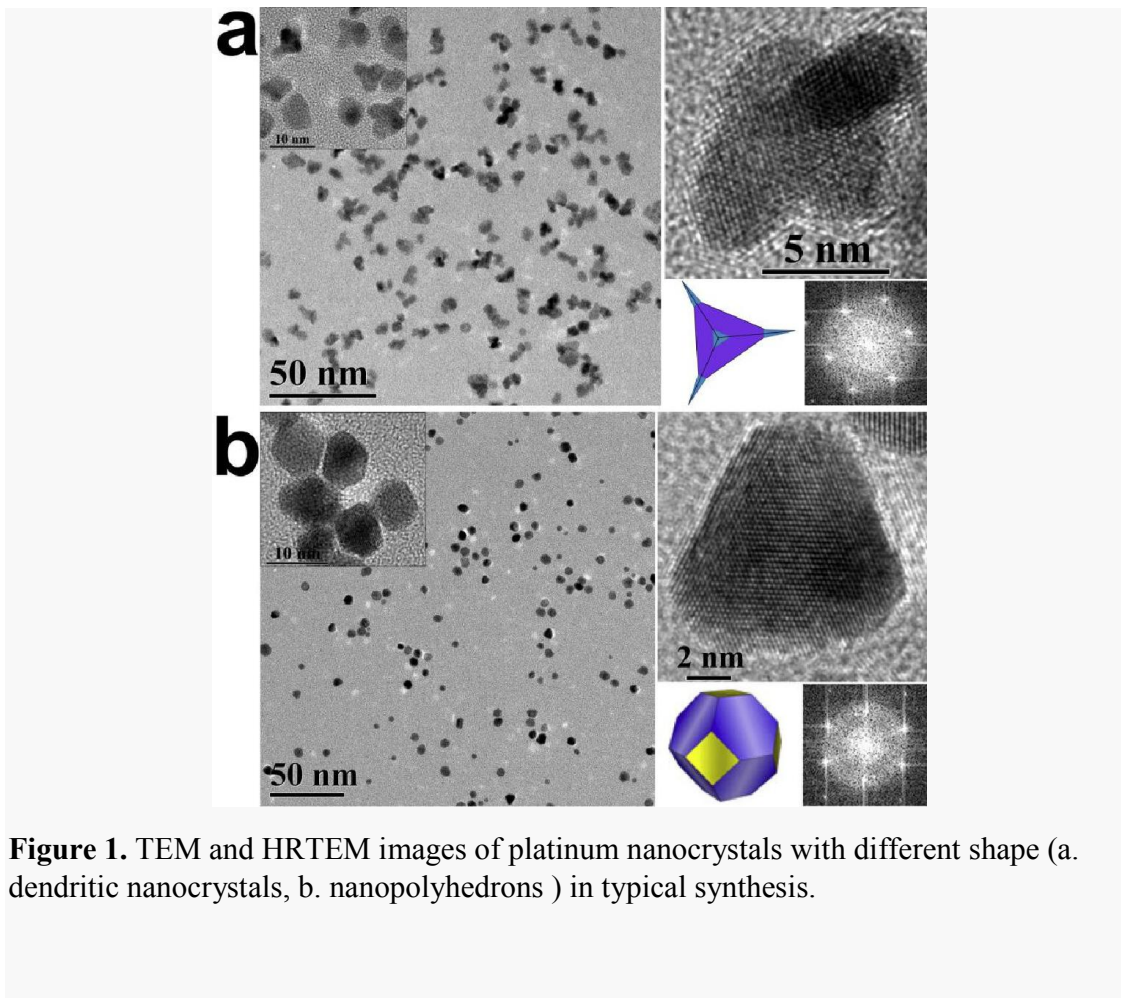 a
10 nm
5 nm
50 nm
b
10 nm
2 nm
50 nm
Figure 1. TEM and HRTEM images of platinum nanocrystals with different shape (a.
dendritic nanocrystals, b. nanopolyhedrons ) in typical synthesis.